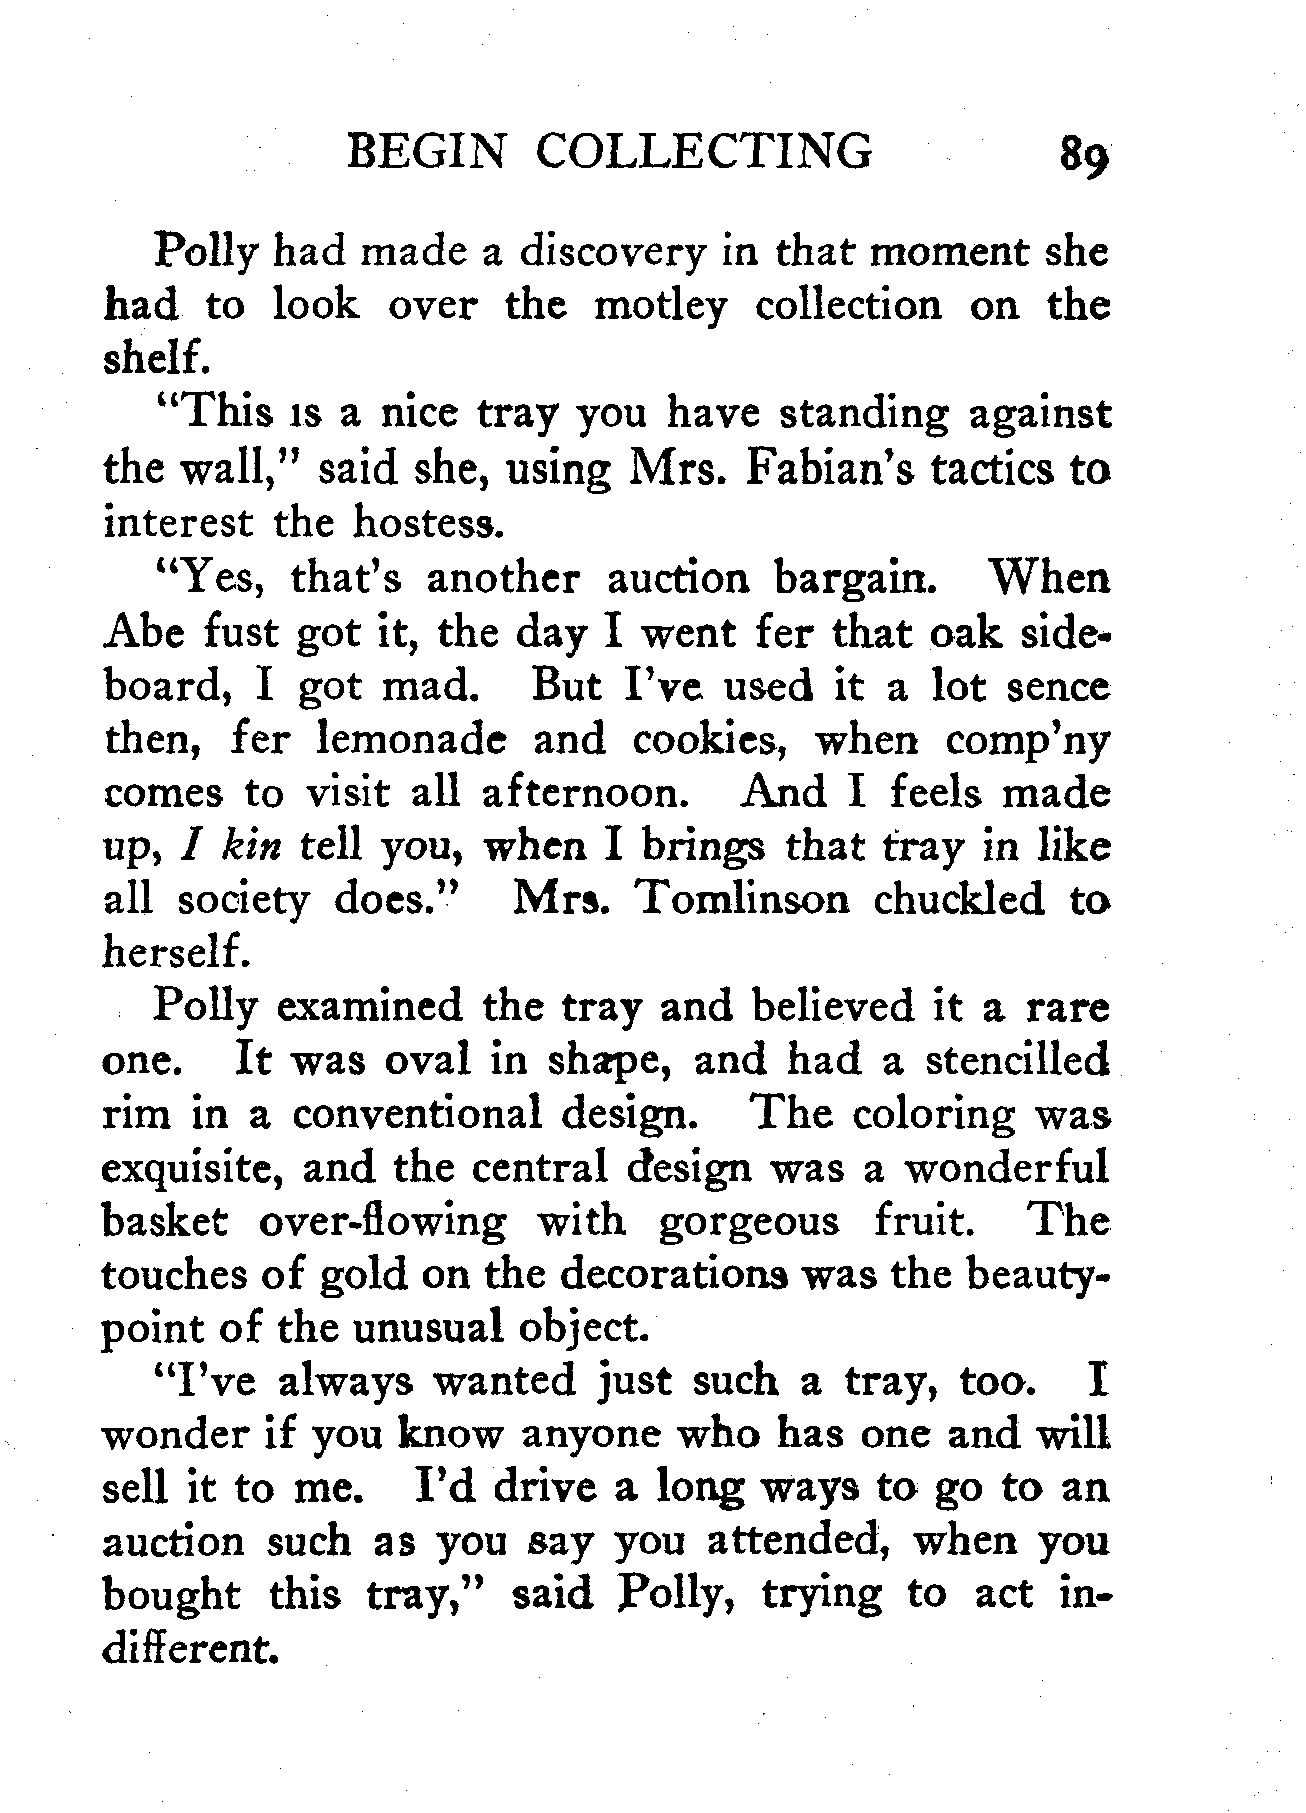 BEGIN COLLECTING 89
Polly had made a discovery in that moment she
had to look over the motley collection on the
shelf.
“This is a nice tray you have standing against
the wall,” said she, using Mrs. Fabian’s tactics to
interest the hostess.
“Yes, that’s another auction bargain. When
Abe fust got it, the day I went fer that oak side-
board, I got mad. But I’ve used it a lot sence
then, fer lemonade and cookies, when comp’ny
comes to visit all afternoon. And I feels made
up, I kin tell you, when I brings that tray in like
all society does.” Mrs. Tomlinson chuckled to
herself.
Polly examined the tray and believed it a rare
one. It was oval in shape, and had a stencilled
rim in a conventional design. The coloring was
exquisite, and the central design was a wonderful
basket over-flowing with gorgeous fruit. The
touches of gold on the decorations was the beauty-
point of the unusual object.
“I’ve always wanted just such a tray, too. I
wonder if you know anyone who has one and will
sell it to me. I’d drive a long ways to go to an
auction such as you say you attended, when you
bought this tray,” said Polly, trying to act in-
different.